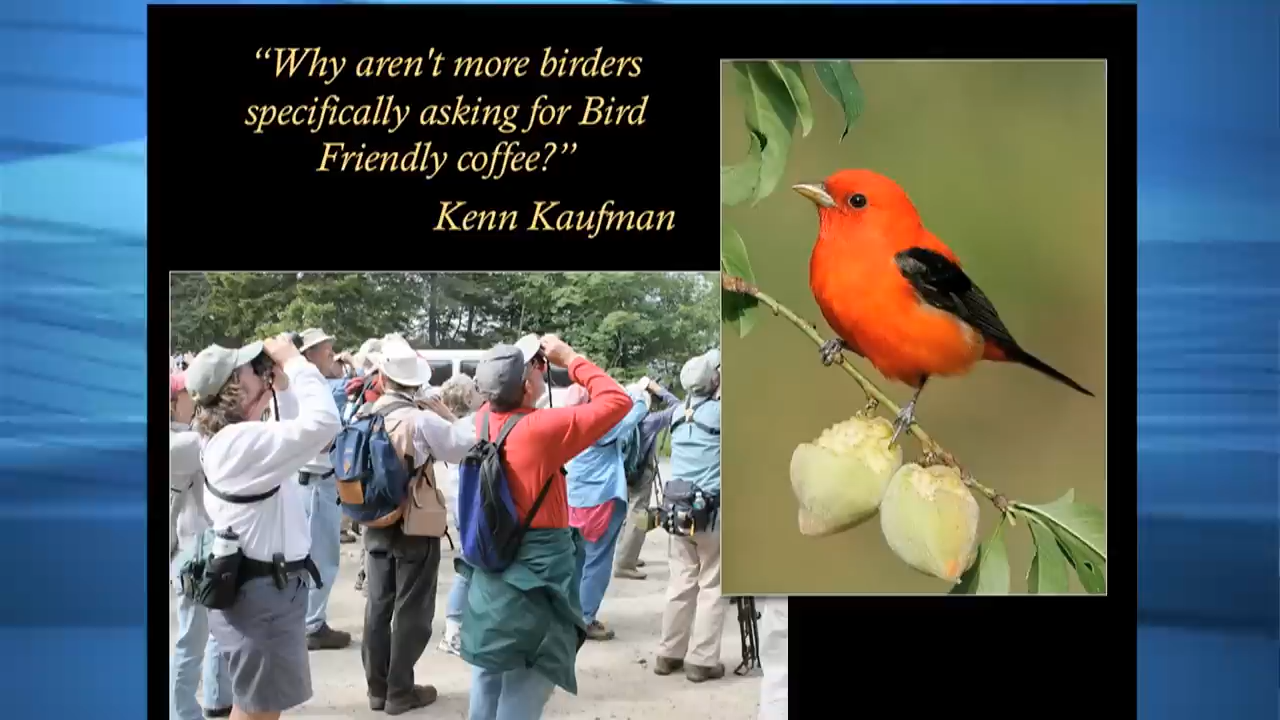 “Why aren't more birders
specifically asking for Bird
Friendly coffee?”
Kenn Kaufman